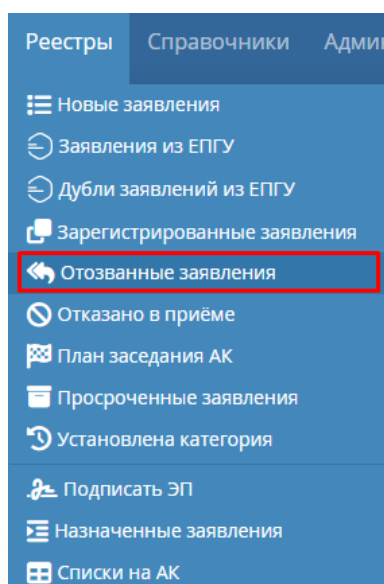 Реестры Справочники
Новые заявления
Заявления из ЕПГУ
Дубли заявлений из ЕПГУ
Зарегистрированные заявления
Отозванные заявления
Отказано в приёме
План заседания АК
Просроченные заявления
Установлена категория
Подписать ЭП
Назначенные заявления
Списки на АК